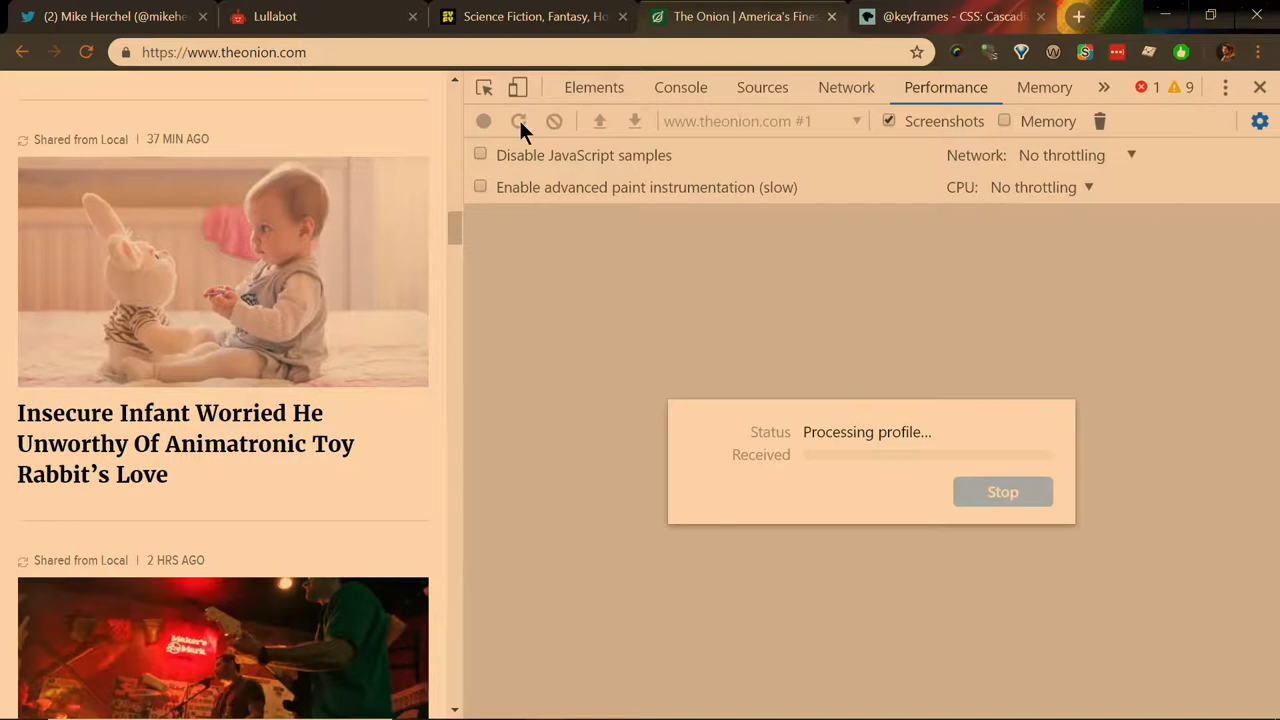 (2) Mike Herchel (@mikehe
Lullabot
Science Fiction, Fantasy, Ho
The Onion | America's Fines
@keyframes - CSS: Cascadi
https://www.theonion.com
Elements
Console
Sources
Network
Performance
Memory
1
9
www.theonion.com #1
Screenshots
Memory
Disable JavaScript samples
Network: No throttling
Enable advanced paint instrumentation (slow)
CPU: No throttling
Shared from Local | 37 MIN AGO
Insecure Infant Worried He
Unworthy Of Animatronic Toy
Rabbit's Love
Status Processing profile...
Received
Stop
Shared from Local | 2 HRS AGO
Maker's
Mark